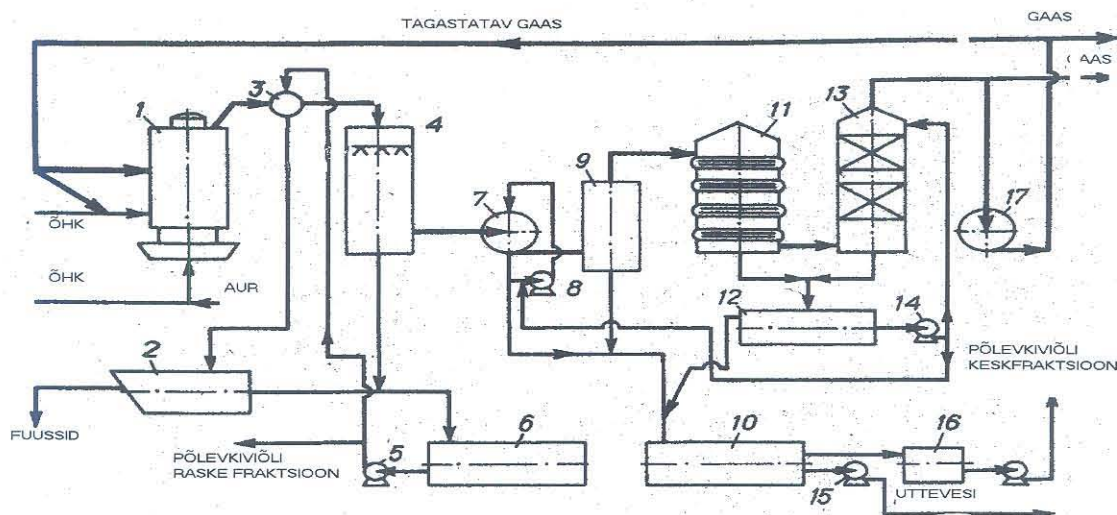 TAGASTATAV GAAS
GAAS
GAAS
1
3
4
11
13
9
7
17
ÕHK
ÕHK
AUR
8
12
14
2
PÕLEVKIVIÕLI
KESKFRAKTSIOON
FUUSSID
PÕLEVKIVIÕLI
RASKE FRAKTSIOON
5
6
10
16
15
UTTEVESI